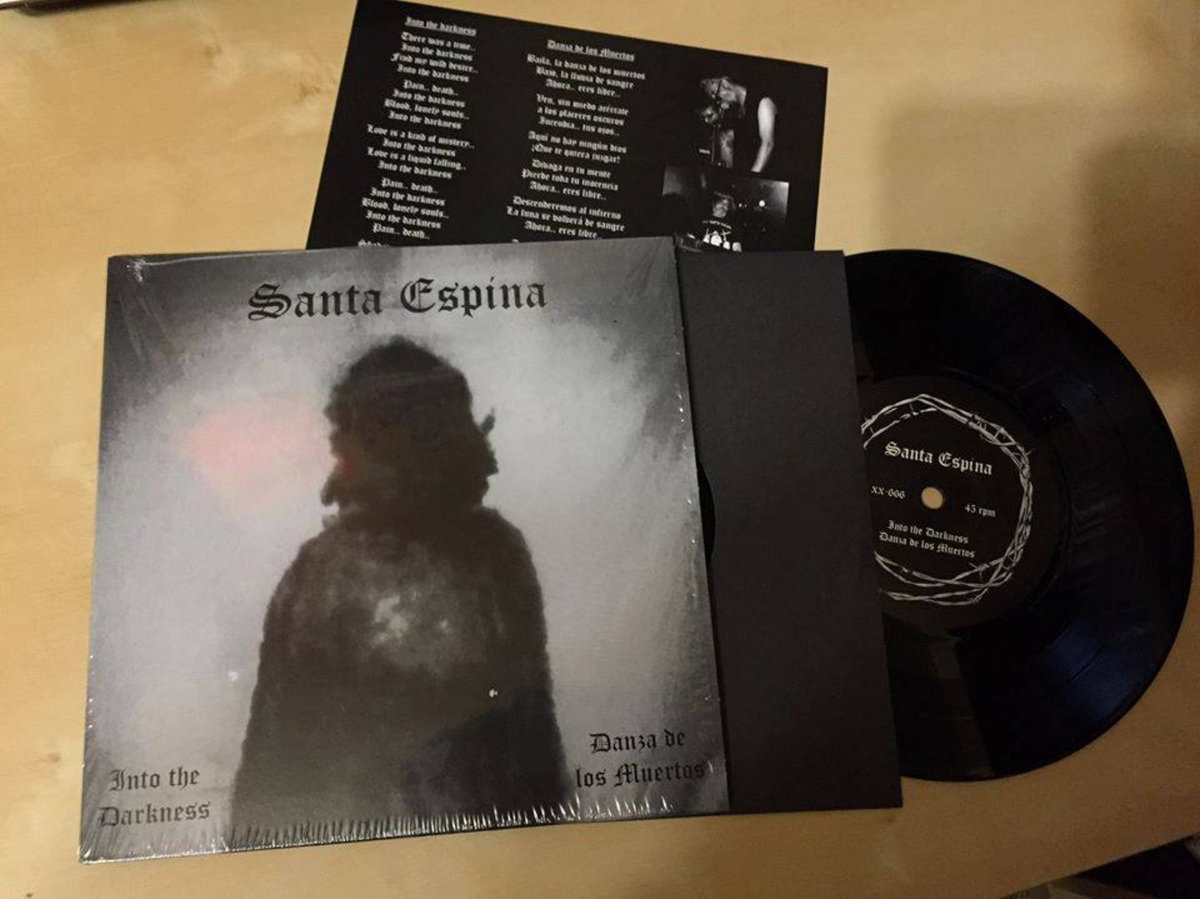 Into the darkness
There was a time..
Into the darkness
Find my wild desire..
Into the darkness
Pain.. death..
Into the darkness
Blood, lonely souls..
Into the darkness
Love is a kind of mistery..
Into the darkness
Love is a liquid falling..
Into the darkness
Pain.. death..
Into the darkness
Blood, lonely souls..
Into the darkness
Pain.. death..
Danza de los Muertos
Baila, la danza de los muertos
Bajo, la lluvia de sangre
Ahora.. eres libre..
Ven, sin miedo acércate
a los placeres oscuros
Incendia.. tus ojos..
Aquí no hay ningún dios
¡Que te quiera juzgar!
Divaga en tu mente
Pierde toda tu inocencia
Ahora.. eres libre..
Descenderemos al infierno
La luna se volverá de sangre
Ahora.. eres libre..
Santa Espina
Into the
Darkness
Danza de
los Muertos
Santa Espina
XX-666
45 rpm
Into the Darkness
Danza de los Muertos